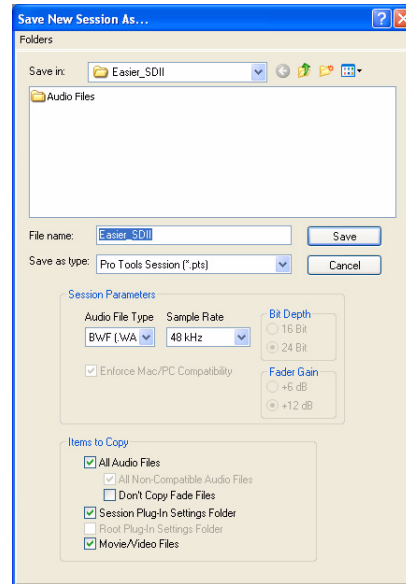 Save New Session As...
Folders
Save in: Easier_SDII
Audio Files
File name: Easier_SDII Save
Save as type: Pro Tools Session (*.pts) Cancel
Session Parameters
Audio File Type Sample Rate Bit Depth
BWF (.WA 48 kHz 16 Bit
24 Bit
Enforce Mac/PC Compatibility Fader Gain
+6 dB
+12 dB
Items to Copy
All Audio Files
All Non-Compatible Audio Files
Don't Copy Fade Files
Session Plug-In Settings Folder
Root Plug-In Settings Folder
Movie/Video Files